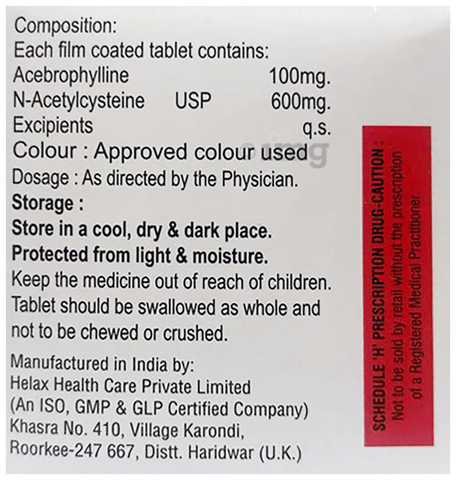 Composition:
Each film coated tablet contains:
Acebrophylline 100mg.
N-Acetylcysteine USP 600mg.
Excipients q.s.
Colour : Approved colour used
Dosage : As directed by the Physician.
Storage :
Store in a cool, dry & dark place.
Protected from light & moisture.
Keep the medicine out of reach of children.
Tablet should be swallowed as whole and
not to be chewed or crushed.
Manufactured in India by:
Helax Health Care Private Limited
(An ISO, GMP & GLP Certified Company)
Khasra No. 410, Village Karondi,
Roorkee-247 667, Distt. Haridwar (U.K.)
SCHEDULE 'H' PRESCRIPTION DRUG-CAUTION :
Not to be sold by retail without the prescription
of a Registered Medical Practitioner.